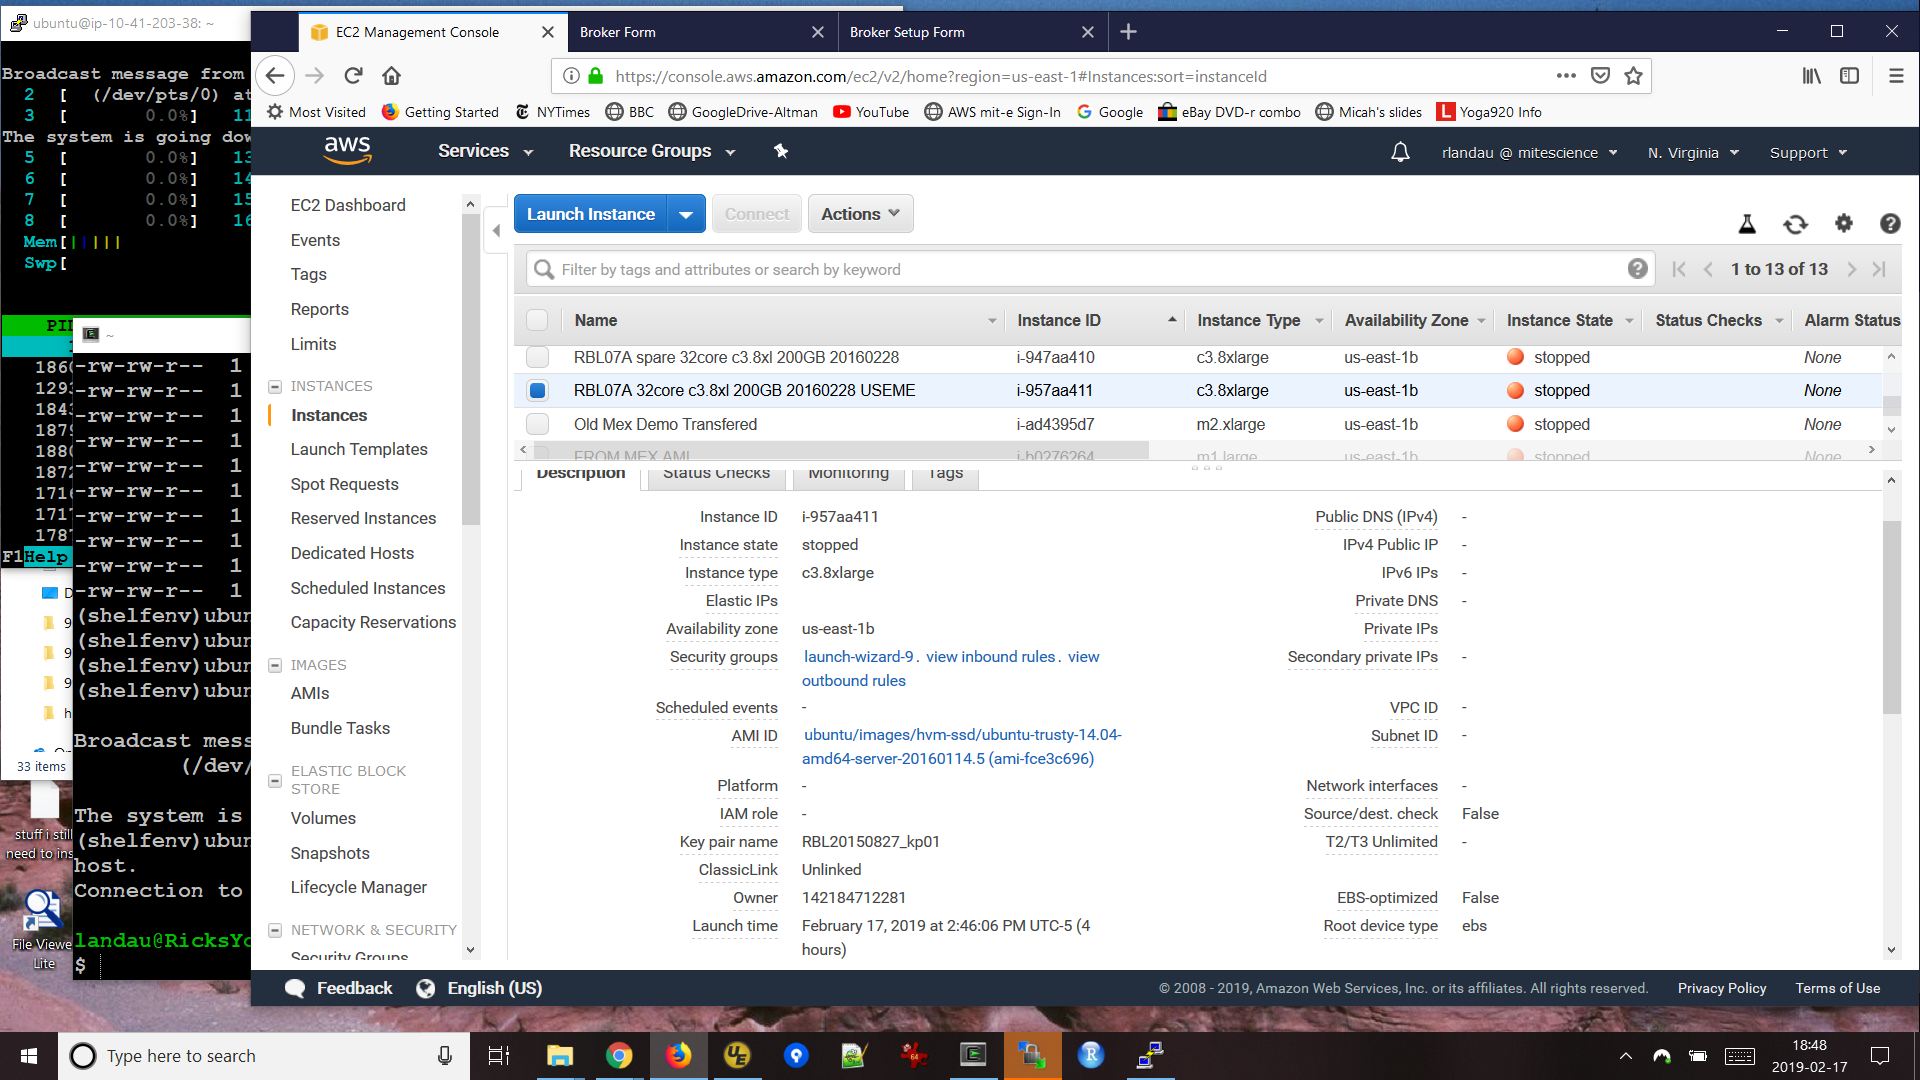 ubuntu@ip-10-41-203-38: ~
Broadcast message from
2 [ (/dev/pts/0) at
3 [ 0.0%] 11
The system is going dow
5 [ 0.0%] 13
6 [ 0.0%] 14
7 [ 0.0%] 15
8 [ 0.0%] 16
Mem[|||||
Swp[
PID
1860
1293
1843
1879
1880
1872
1716
1717
1787
F1Help
33 items
~
-rw-rw-r-- 1
-rw-rw-r-- 1
-rw-rw-r-- 1
-rw-rw-r-- 1
-rw-rw-r-- 1
-rw-rw-r-- 1
-rw-rw-r-- 1
-rw-rw-r-- 1
-rw-rw-r-- 1
-rw-rw-r-- 1
(shelfenv)ubun
(shelfenv)ubun
(shelfenv)ubun
(shelfenv)ubun
Broadcast mess
(/dev/
The system is
(shelfenv)ubun
host.
Connection to
landau@RicksYo
$
stuff i still
need to ins
File Viewe
Lite
EC2 Management Console
Broker Form
Broker Setup Form
https://console.aws.amazon.com/ec2/v2/home?region=us-east-1#Instances:sort=instanceId
Most Visited Getting Started NYTimes BBC GoogleDrive-Altman YouTube AWS mit-e Sign-In Google eBay DVD-r combo Micah's slides Yoga920 Info
aws Services Resource Groups rlandau @ mitescience N. Virginia Support
EC2 Dashboard
Events
Tags
Reports
Limits
INSTANCES
Instances
Launch Templates
Spot Requests
Reserved Instances
Dedicated Hosts
Scheduled Instances
Capacity Reservations
IMAGES
AMIs
Bundle Tasks
ELASTIC BLOCK
STORE
Volumes
Snapshots
Lifecycle Manager
NETWORK & SECURITY
Security Groups
Launch Instance Connect Actions
Filter by tags and attributes or search by keyword
1 to 13 of 13
Name Instance ID Instance Type Availability Zone Instance State Status Checks Alarm Status
RBL07A spare 32core c3.8xl 200GB 20160228 i-947aa410 c3.8xlarge us-east-1b stopped None
RBL07A 32core c3.8xl 200GB 20160228 USEME i-957aa411 c3.8xlarge us-east-1b stopped None
Old Mex Demo Transfered i-ad4395d7 m2.xlarge us-east-1b stopped None
FROM MEX AMI i-b0276264 m1.large us-east-1b stopped None
Description Status Checks Monitoring Tags
Instance ID i-957aa411
Instance state stopped
Instance type c3.8xlarge
Elastic IPs
Availability zone us-east-1b
Security groups launch-wizard-9. view inbound rules. view
outbound rules
Scheduled events -
AMI ID ubuntu/images/hvm-ssd/ubuntu-trusty-14.04-
amd64-server-20160114.5 (ami-fce3c696)
Platform -
IAM role -
Key pair name RBL20150827_kp01
ClassicLink Unlinked
Owner 142184712281
Launch time February 17, 2019 at 2:46:06 PM UTC-5 (4
hours)
Public DNS (IPv4) -
IPv4 Public IP -
IPv6 IPs -
Private DNS -
Private IPs
Secondary private IPs -
VPC ID -
Subnet ID -
Network interfaces -
Source/dest. check False
T2/T3 Unlimited -
EBS-optimized False
Root device type ebs
Feedback English (US)
© 2008 - 2019, Amazon Web Services, Inc. or its affiliates. All rights reserved. Privacy Policy Terms of Use
Type here to search
18:48
2019-02-17